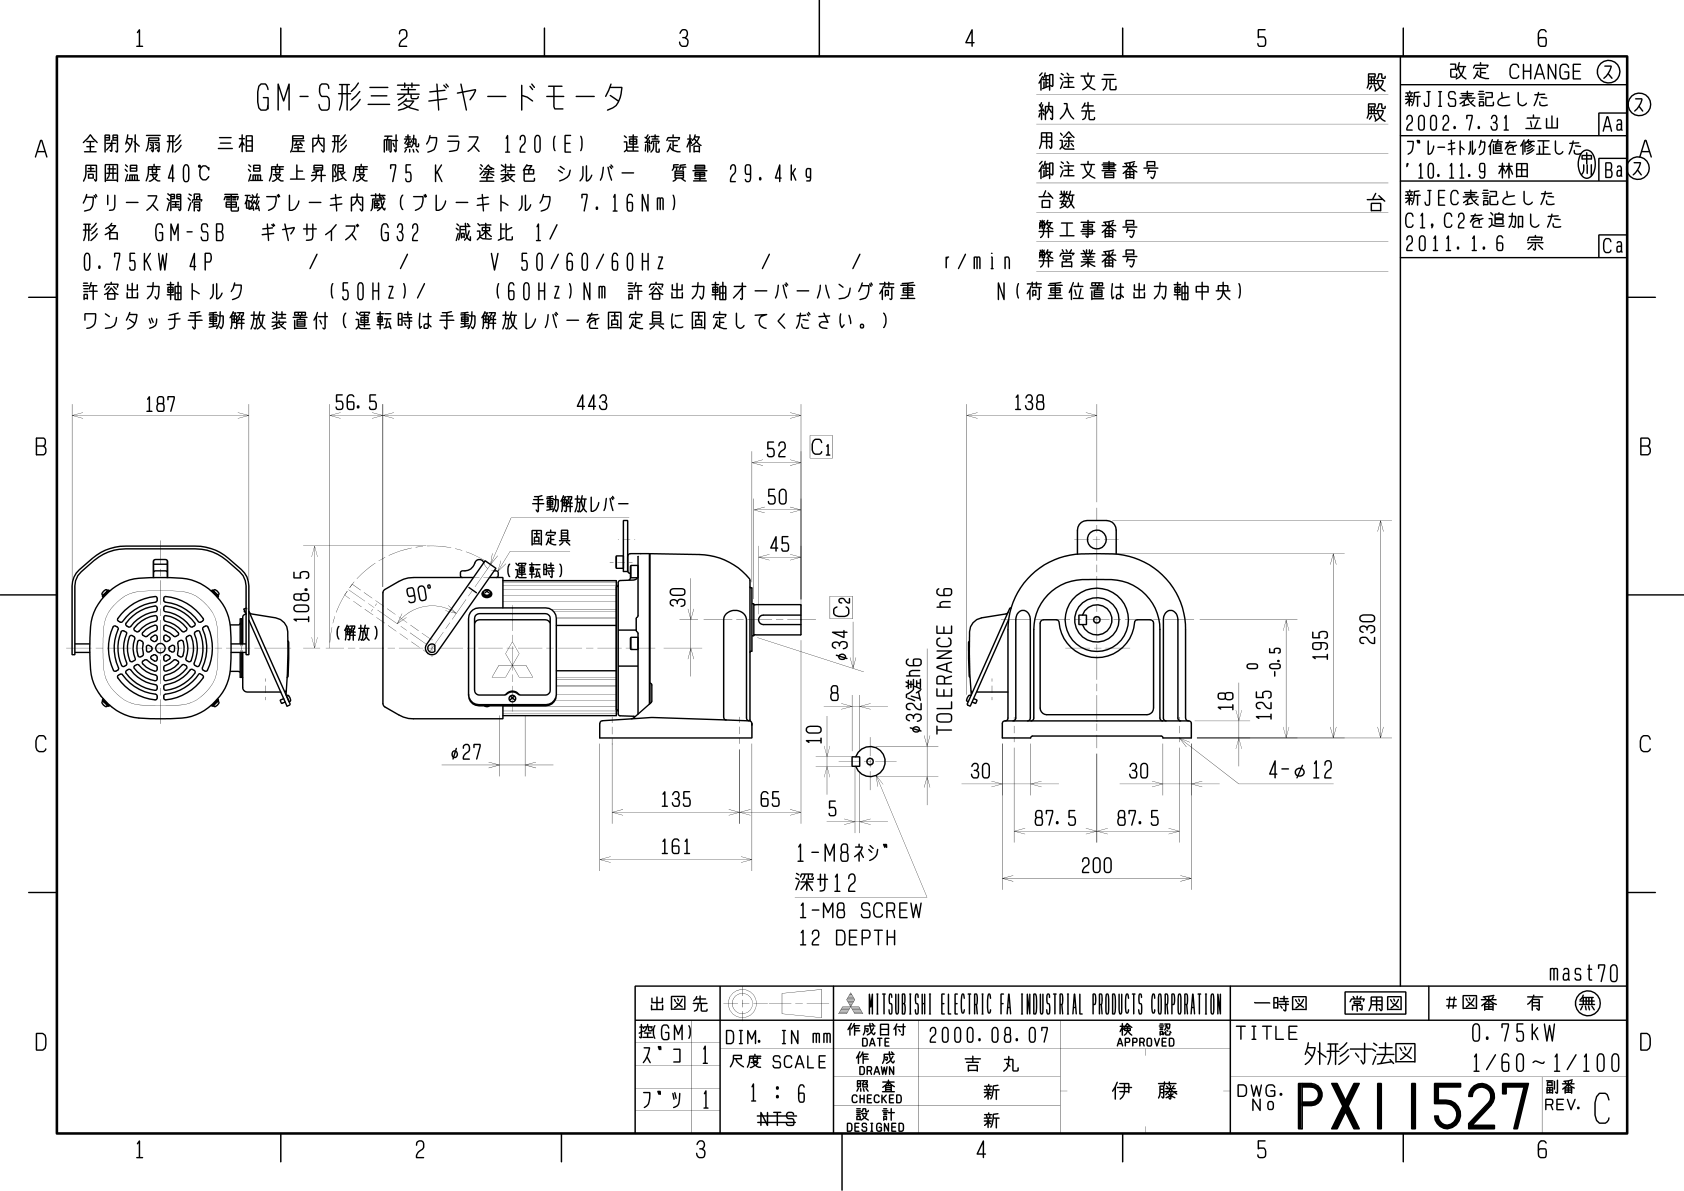 1 2 3 4 5 6
GM-S形三菱ギヤードモータ
全閉外扇形 三相 屋内形 耐熱クラス 120(E) 連続定格
周囲温度40℃ 温度上昇限度 75 K 塗装色 シルバー 質量 29.4kg
グリース潤滑 電磁ブレーキ内蔵(ブレーキトルク 7.16Nm)
形名 GM-SB ギヤサイズ G32 減速比 1/
0.75KW 4P / / V 50/60/60Hz / / r/min
許容出力軸トルク (50Hz)/ (60Hz)Nm 許容出力軸オーバーハング荷重 N(荷重位置は出力軸中央)
ワンタッチ手動解放装置付(運転時は手動解放レバーを固定具に固定してください。)
御注文元 殿
納入先 殿
用途
御注文書番号
台数 台
弊工事番号
弊営業番号
改定 CHANGE ス
新JIS表記とした ス
2002.7.31 立山 Aa
ブレーキトルク値を修正した
'10.11.9 林田 中川 Ba ス
新JEC表記とした
C1,C2を追加した
2011.1.6 宗 Ca
A A
B B
C C
D D
187
56.5
443
52 C1
50
45
手動解放レバー
固定具
(運転時)
108.5
90°
(解放)
30
C2
φ34
8
10
5
φ32公差h6
TOLERANCE h6
φ27
135 65
161
1-M8ネジ
深サ12
1-M8 SCREW
12 DEPTH
138
230
195
0
125 -0.5
18
30 30
4-φ12
87.5 87.5
200
mast70
出図先
控(GM)
ズコ 1
ブツ 1
DIM. IN mm
尺度 SCALE
1 : 6
NTS
MITSUBISHI ELECTRIC FA INDUSTRIAL PRODUCTS CORPORATION
作成日付 DATE 2000.08.07
作成 DRAWN 吉丸
照査 CHECKED 新
設計 DESIGNED 新
検認 APPROVED
伊藤
一時図 常用図 #図番 有 無
TITLE 外形寸法図
0.75kW
1/60~1/100
DWG. No PX11527
副番 REV. C
1 2 3 4 5 6